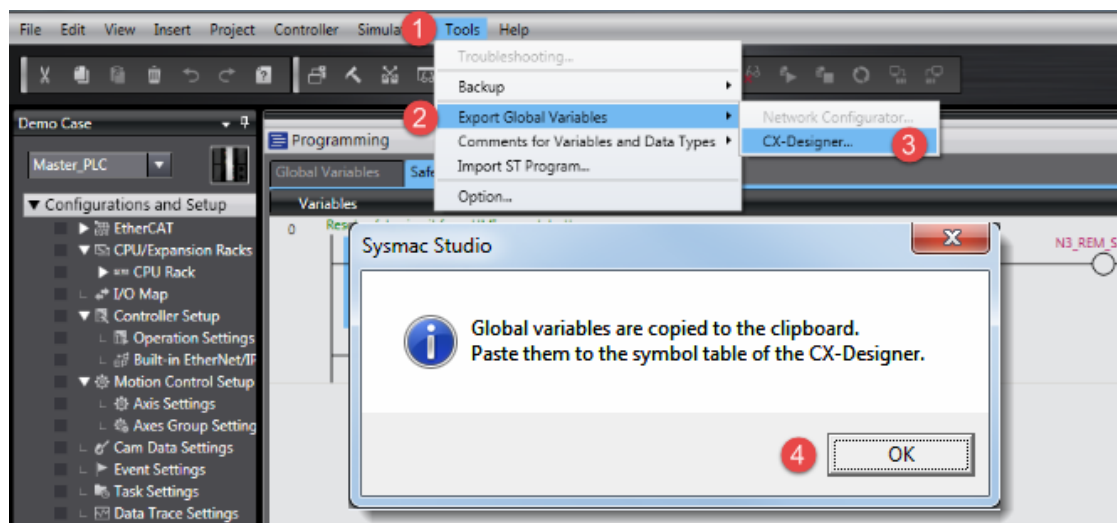 File Edit View Insert Project Controller Simula 1 Tools Help
Troubleshooting...
Backup
2 Export Global Variables
Network Configurator...
Comments for Variables and Data Types
CX-Designer... 3
Import ST Program...
Option...
Demo Case
Master_PLC
Configurations and Setup
EtherCAT
CPU/Expansion Racks
CPU Rack
I/O Map
Controller Setup
Operation Settings
Built-in EtherNet/IP
Motion Control Setup
Axis Settings
Axes Group Setting
Cam Data Settings
Event Settings
Task Settings
Data Trace Settings
Programming
Global Variables Safe
Variables
0
N3_REM_S
Sysmac Studio
Global variables are copied to the clipboard.
Paste them to the symbol table of the CX-Designer.
4 OK